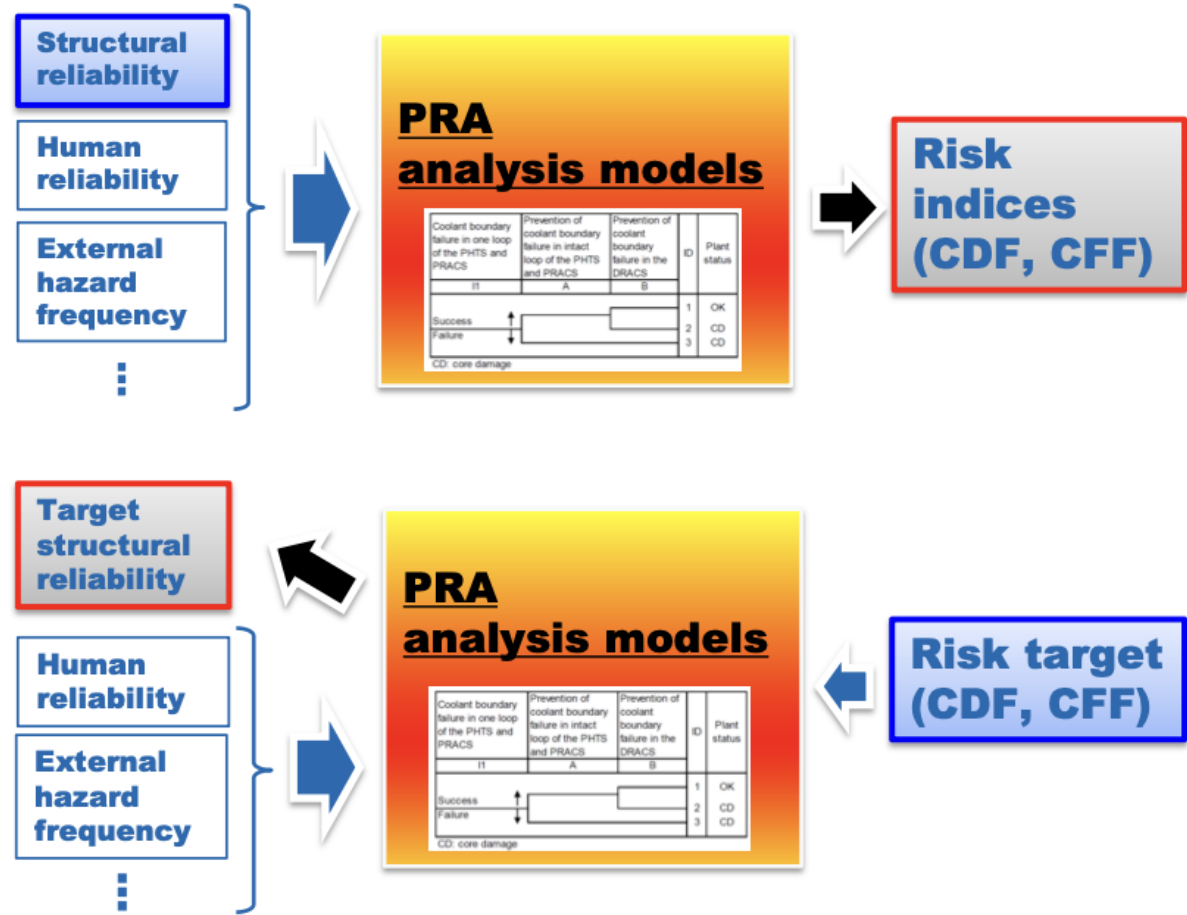 Structural
reliability
Human
reliability
External
hazard
frequency
PRA
analysis models
Coolant boundary
failure in one loop
of the PHTS and
PRACS
Prevention of
coolant boundary
failure in intact
loop of the PHTS
and PRACS
Prevention of
coolant
boundary
failure in the
DRACS
ID
Plant
status
I1
A
B
Success
Failure
1
OK
2
CD
3
CD
CD: core damage
Risk
indices
(CDF, CFF)
Target
structural
reliability
Human
reliability
External
hazard
frequency
PRA
analysis models
Coolant boundary
failure in one loop
of the PHTS and
PRACS
Prevention of
coolant boundary
failure in intact
loop of the PHTS
and PRACS
Prevention of
coolant
boundary
failure in the
DRACS
ID
Plant
status
I1
A
B
Success
Failure
1
OK
2
CD
3
CD
CD: core damage
Risk target
(CDF, CFF)